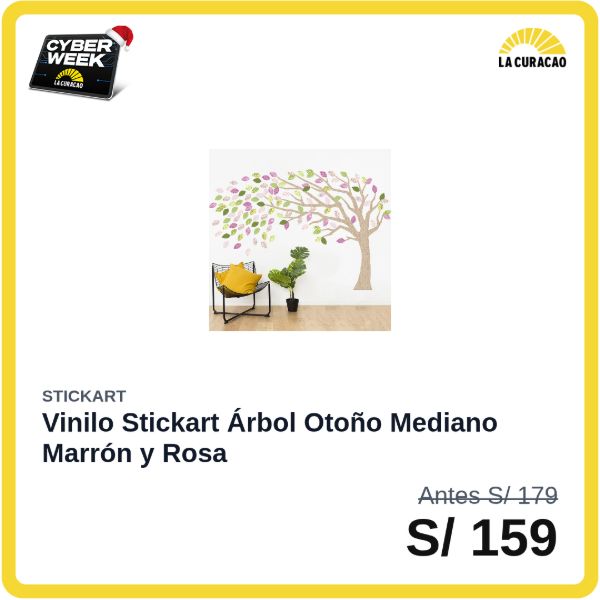 CYBER
WEEK
LA CURACAO
LA CURACAO
STICKART
Vinilo Stickart Árbol Otoño Mediano
Marrón y Rosa
Antes S/ 179
S/ 159